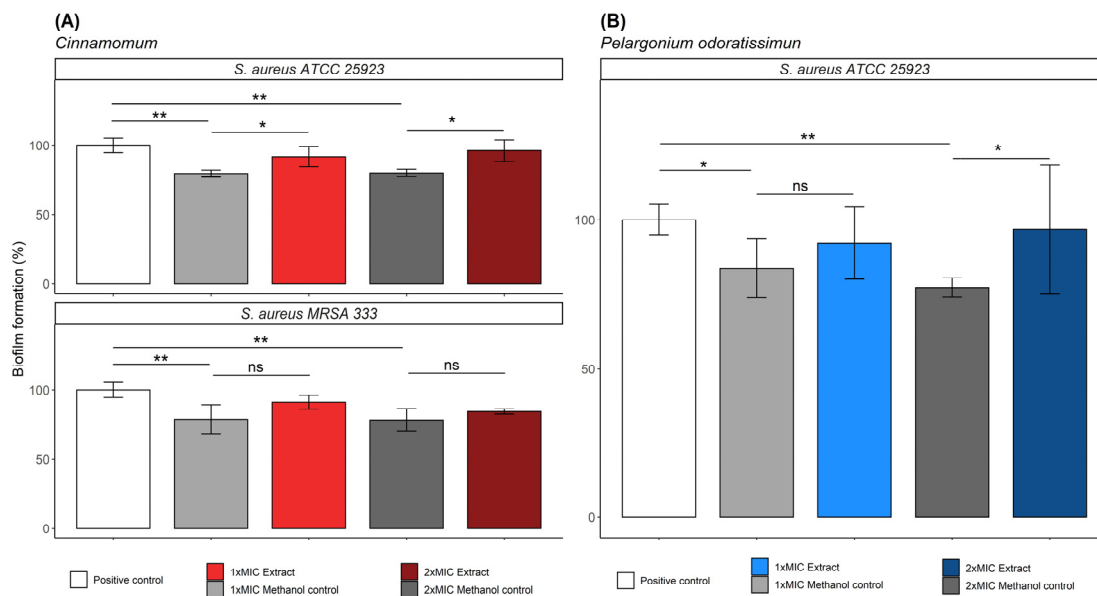 (A)
Cinnamomum
S. aureus ATCC 25923
**
**
*
*
100
50
0
Biofilm formation (%)
S. aureus MRSA 333
**
**
ns
ns
100
50
0
Positive control
1xMIC Extract
1xMIC Methanol control
2xMIC Extract
2xMIC Methanol control
(B)
Pelargonium odoratissimun
S. aureus ATCC 25923
**
*
*
ns
100
50
0
Positive control
1xMIC Extract
1xMIC Methanol control
2xMIC Extract
2xMIC Methanol control